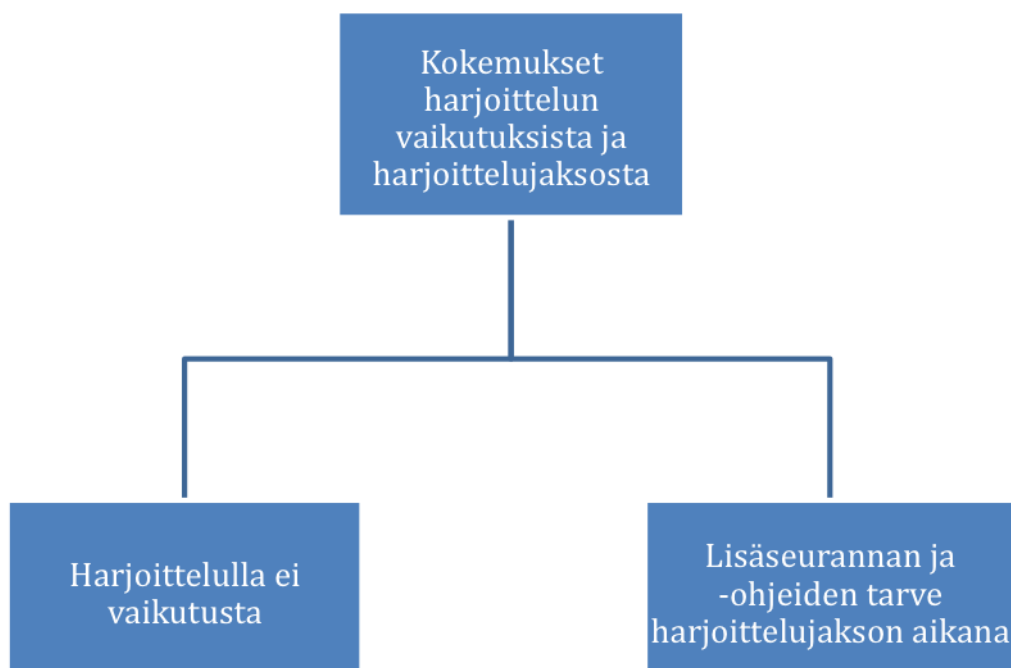 Kokemukset
harjoittelun
vaikutuksista ja
harjoittelujaksosta
Harjoittelulla ei
vaikutusta
Lisäseurannan ja
-ohjeiden tarve
harjoittelujakson aikana